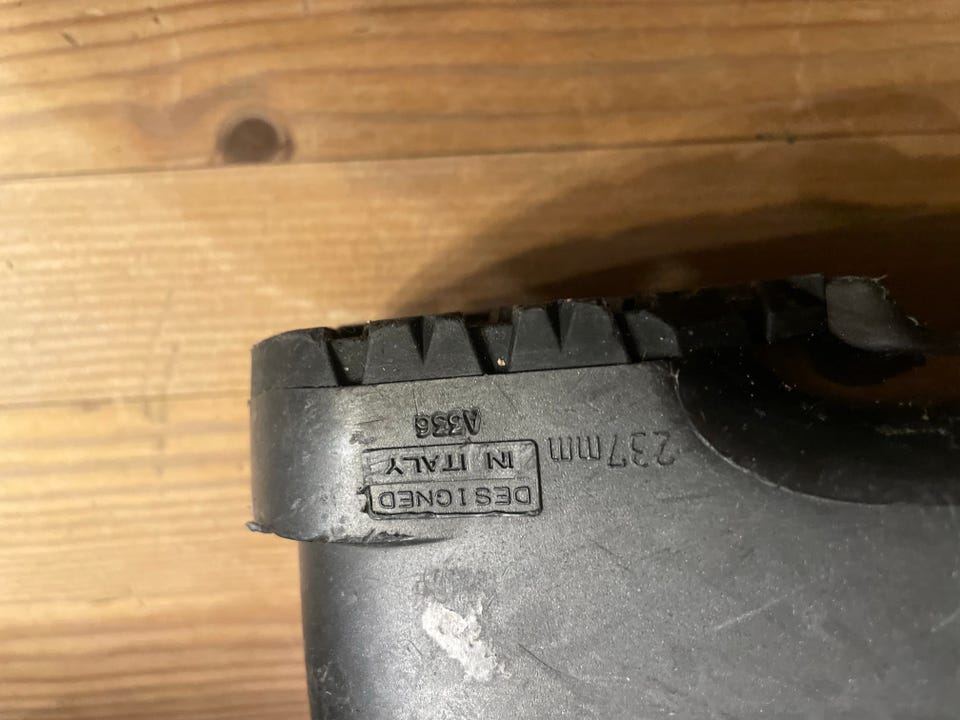 237mm
DESIGNED
IN ITALY
A336